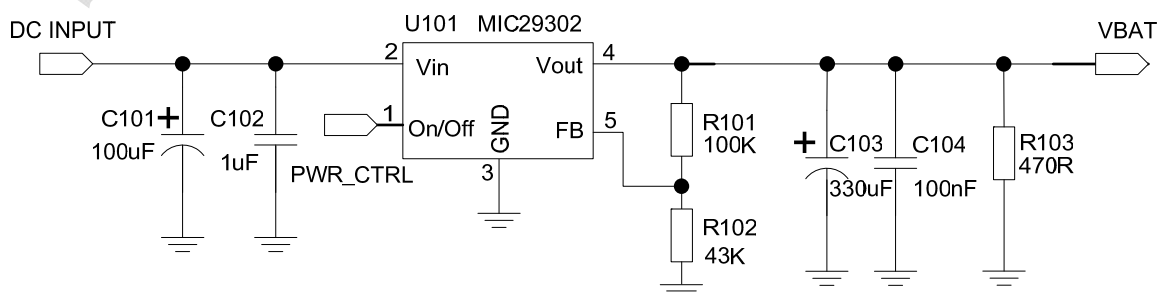 DC INPUT
U101 MIC29302
VBAT
2
Vin
Vout
4
C101
100uF
C102
1uF
1
On/Off
GND
FB
5
3
PWR_CTRL
R101
100K
R102
43K
C103
330uF
C104
100nF
R103
470R